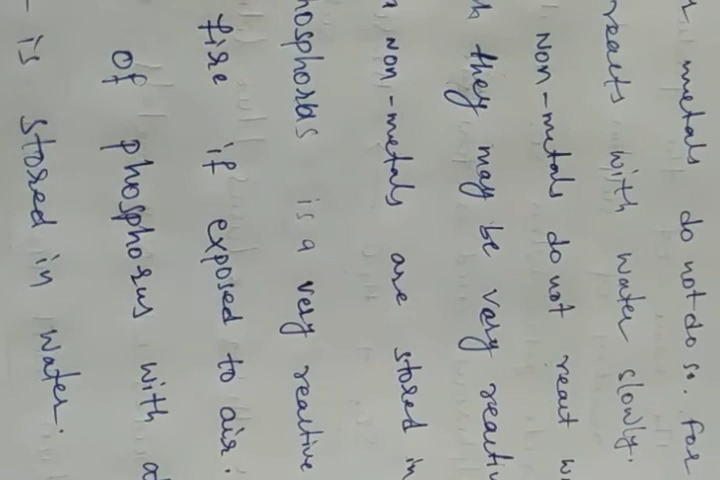 metals do not do so. For
reacts with water slowly.
Non-metals do not react
they may be very
Non-metals are stored in
is a very reactive
fire if exposed to air.
of phosphorus with
is stored in water.